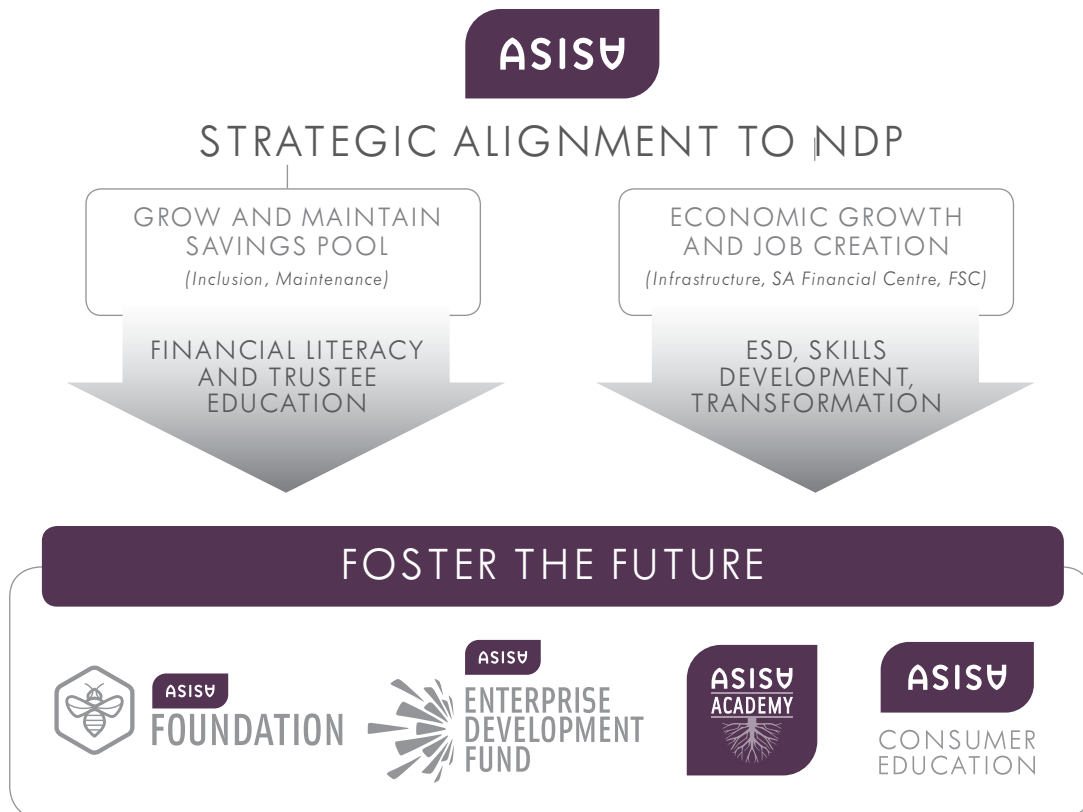 ASISA
STRATEGIC ALIGNMENT TO NDP
GROW AND MAINTAIN
SAVINGS POOL
(Inclusion, Maintenance)
FINANCIAL LITERACY
AND TRUSTEE
EDUCATION
ECONOMIC GROWTH
AND JOB CREATION
(Infrastructure, SA Financial Centre, FSC)
ESD, SKILLS
DEVELOPMENT,
TRANSFORMATION
FOSTER THE FUTURE
ASISA
FOUNDATION
ASISA
ENTERPRISE
DEVELOPMENT
FUND
ASISA
ACADEMY
ASISA
CONSUMER
EDUCATION